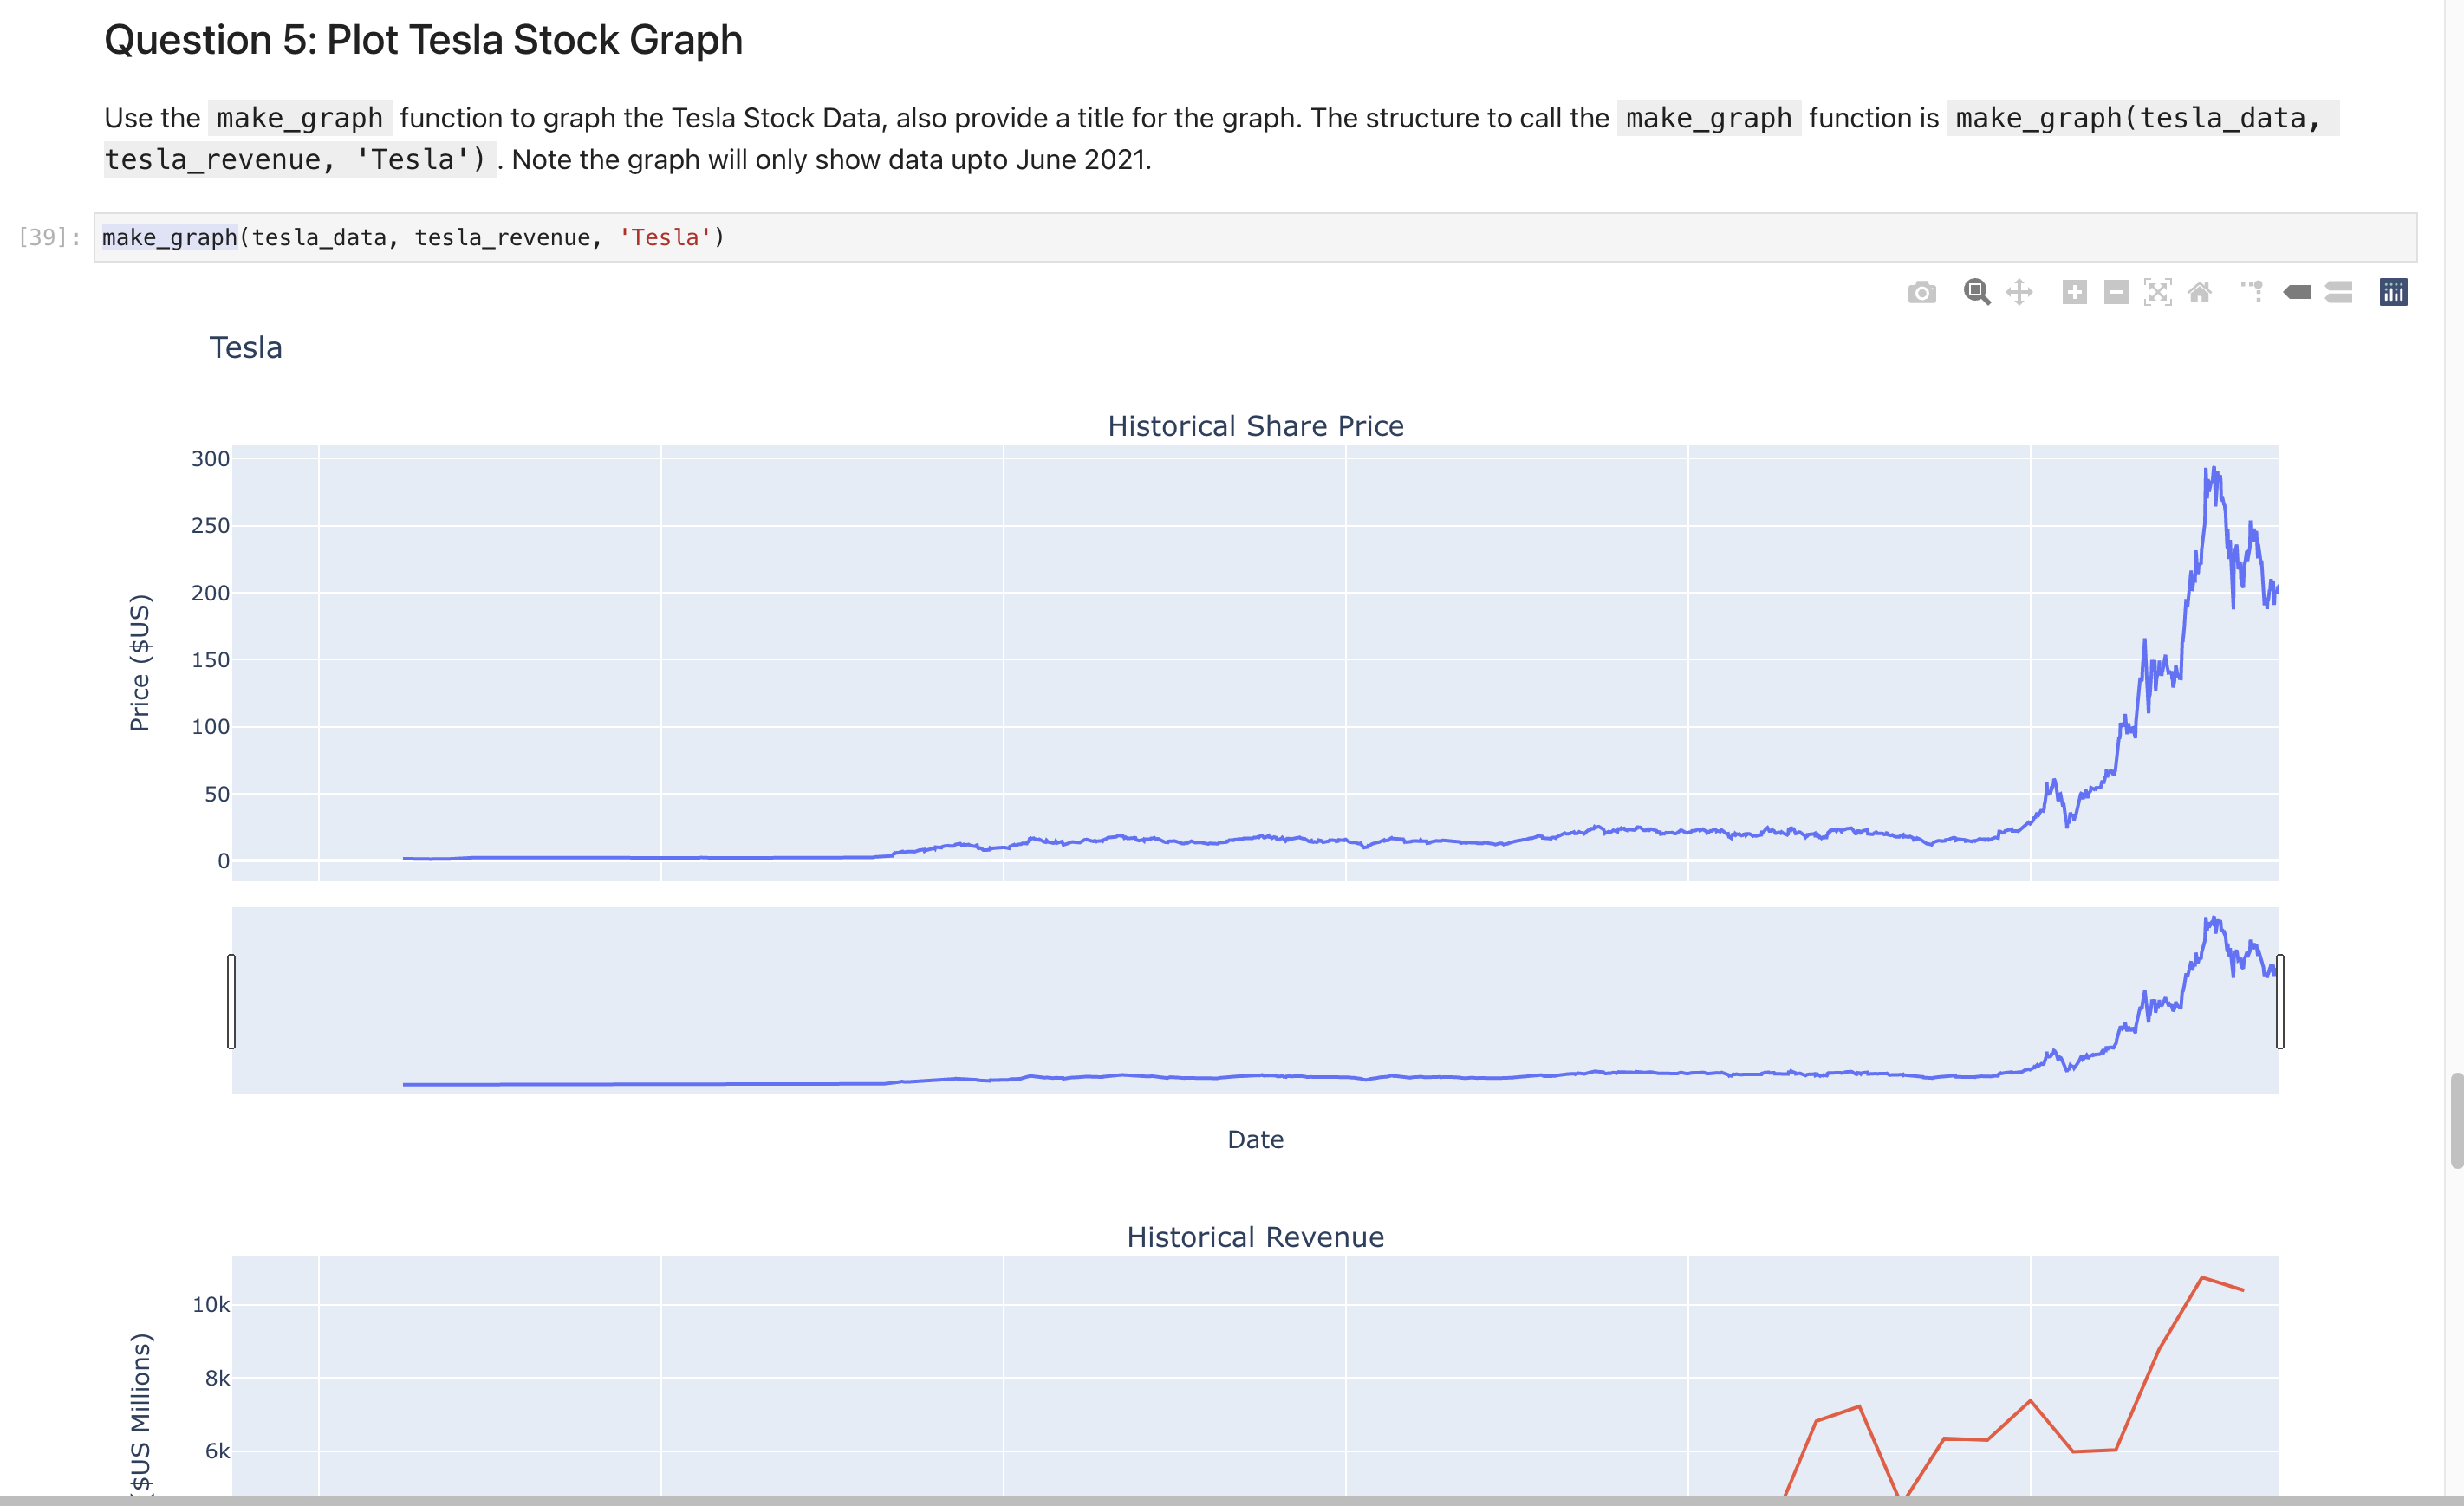 Question 5: Plot Tesla Stock Graph
Use the make_graph function to graph the Tesla Stock Data, also provide a title for the graph. The structure to call the make_graph function is make_graph(tesla_data,
tesla_revenue, 'Tesla') . Note the graph will only show data upto June 2021.
[39]: make_graph(tesla_data, tesla_revenue, 'Tesla')
Tesla
Historical Share Price
300
250
200
150
100
50
0
Price ($US)
Date
Historical Revenue
10k
8k
6k
($US Millions)